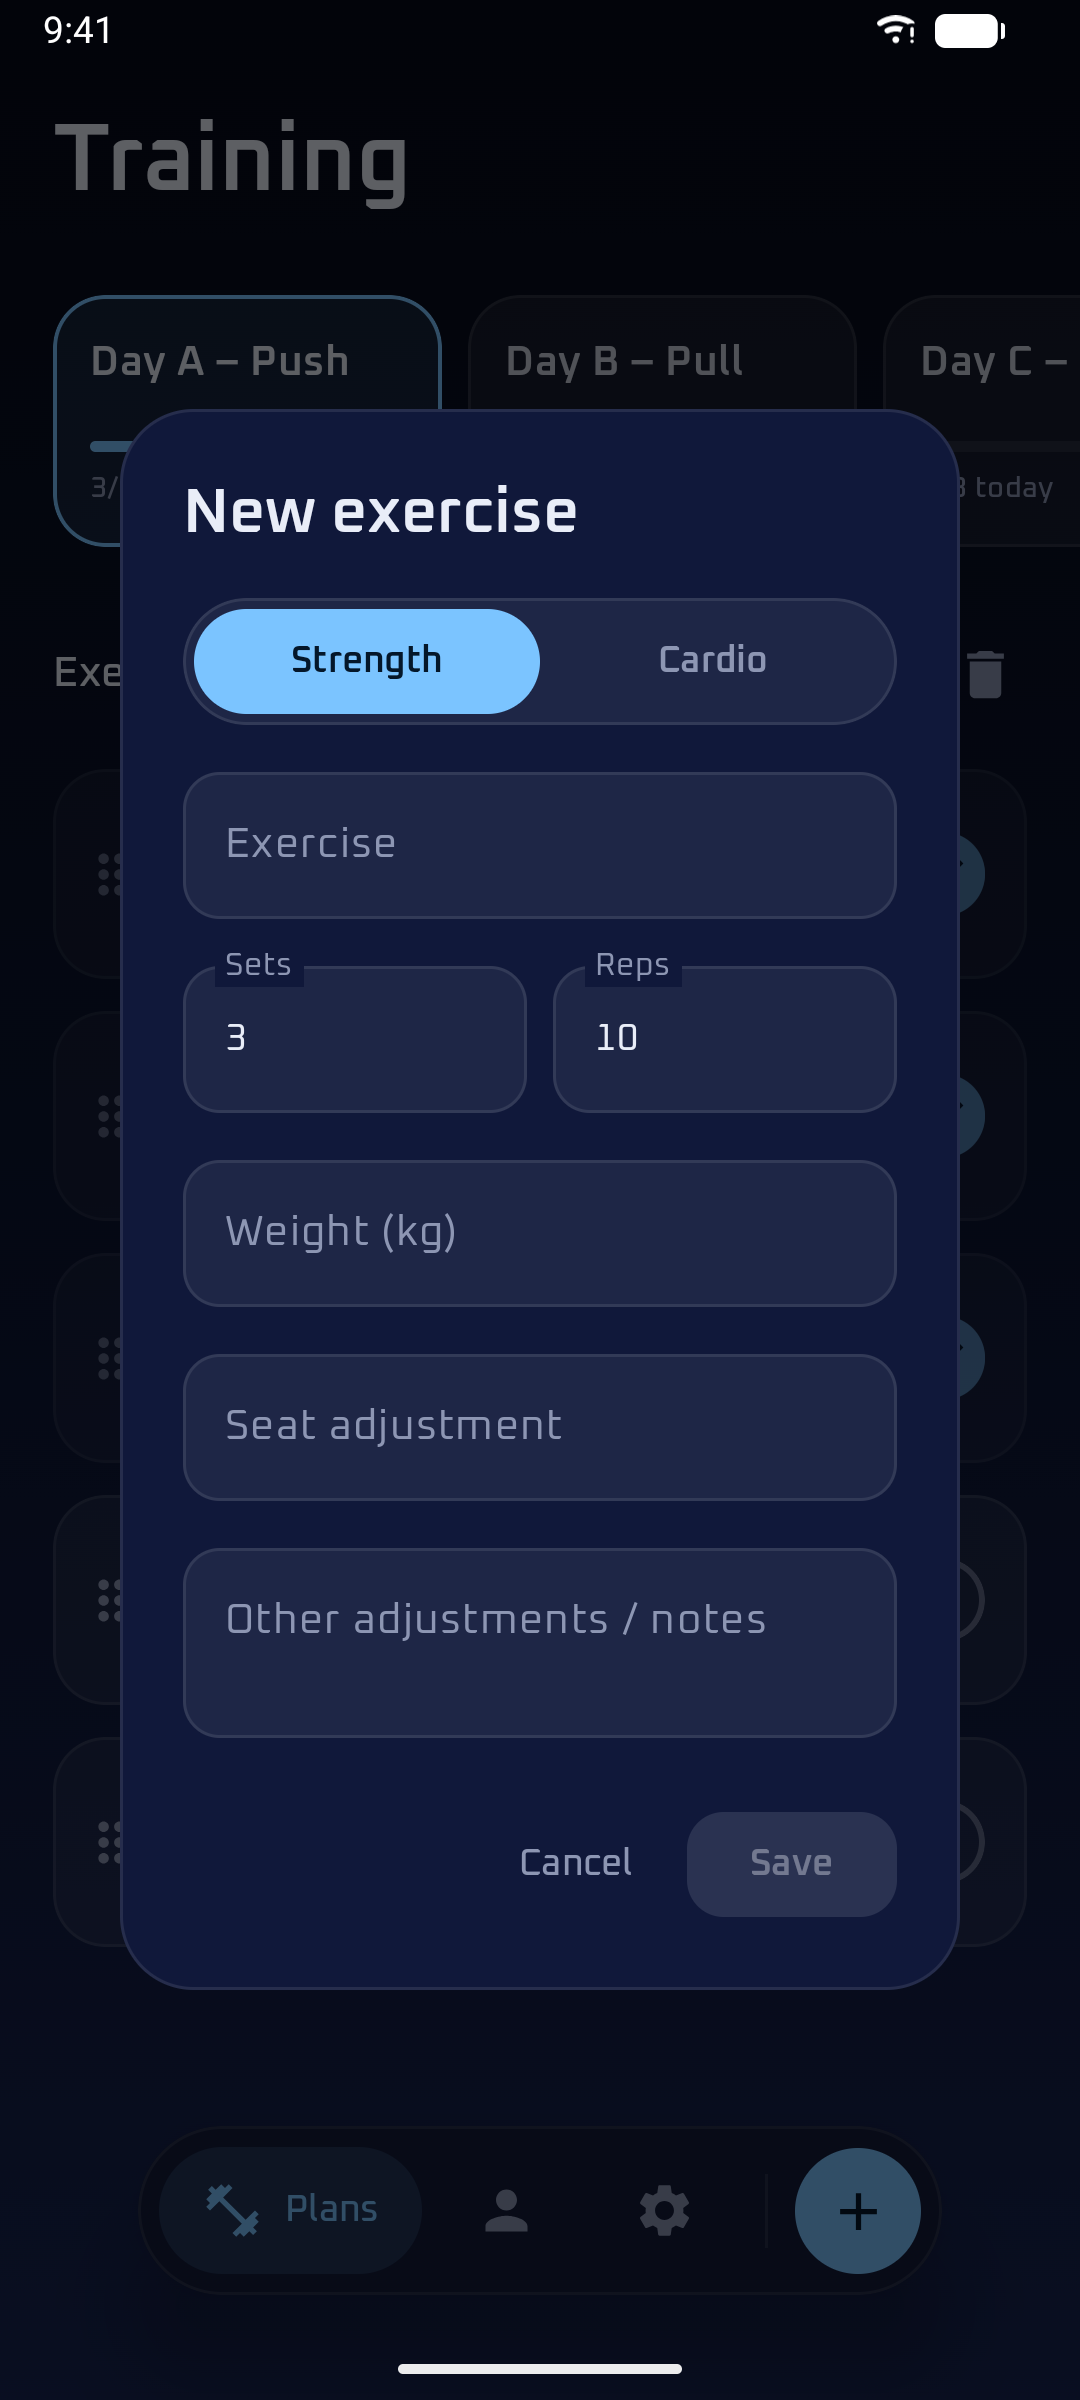 9:41
Training
Day A – Push
Day B – Pull
Day C –
3/
3 today
New exercise
Exe
Strength
Cardio
Exercise
Sets
Reps
3
10
Weight (kg)
Seat adjustment
Other adjustments / notes
Cancel
Save
Plans